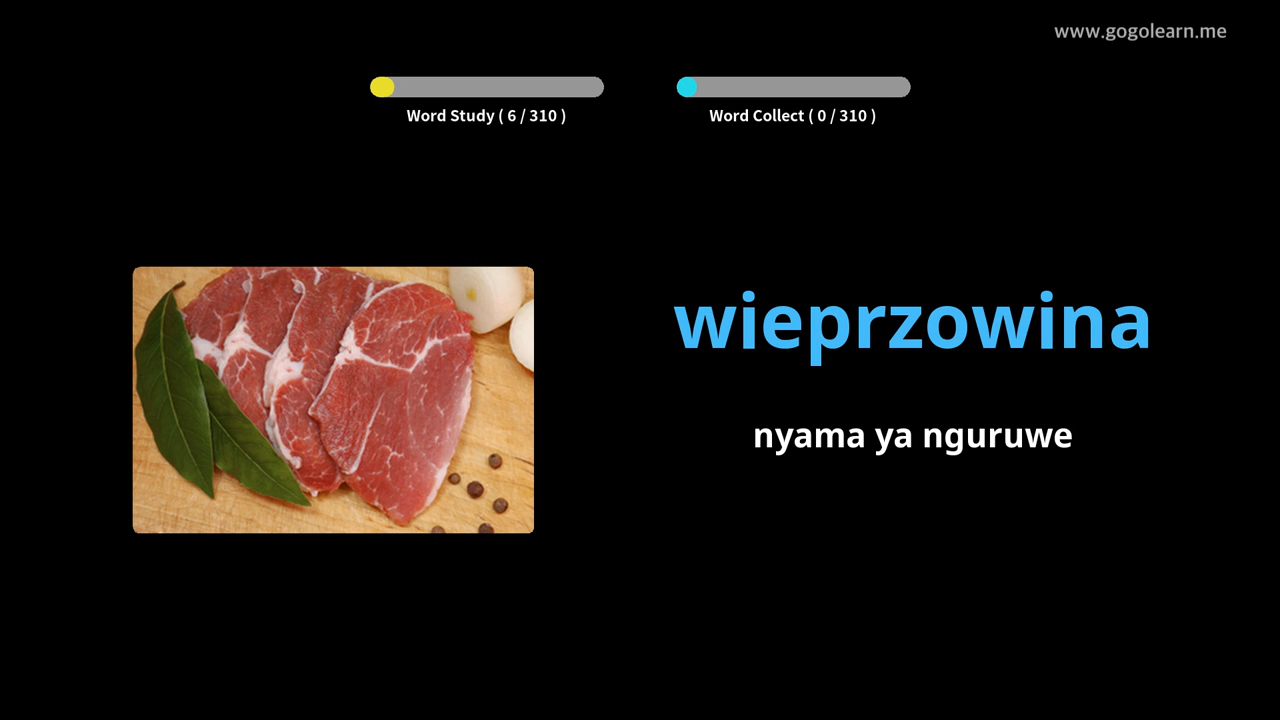 www.gogolearn.me
Word Study ( 6 / 310 )
Word Collect ( 0 / 310 )
wieprzowina
nyama ya nguruwe